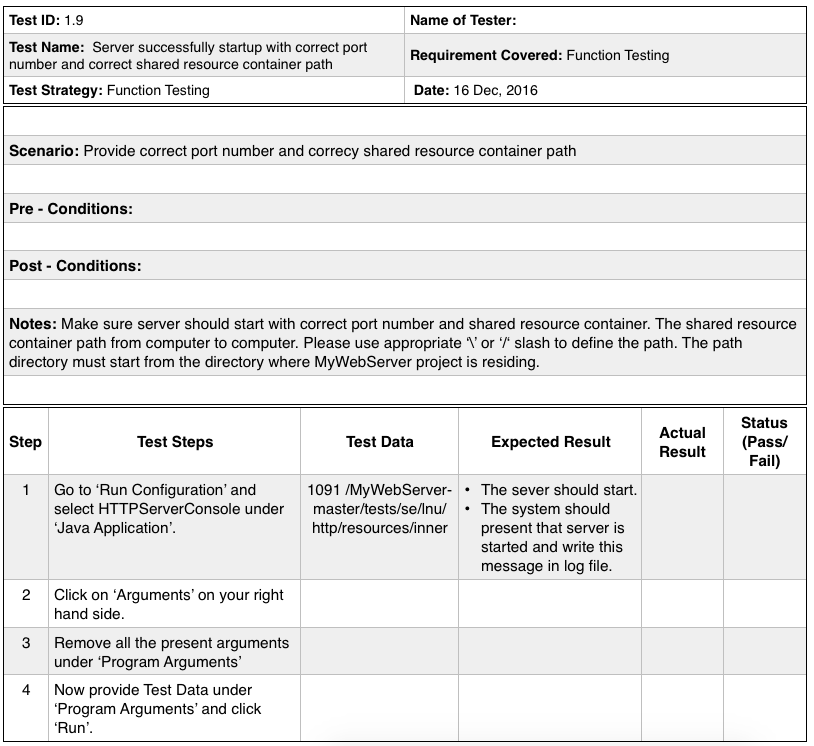 Test ID: 1.9
Name of Tester:
Test Name:  Server successfully startup with correct port
number and correct shared resource container path
Requirement Covered: Function Testing
Test Strategy: Function Testing
Date: 16 Dec, 2016
Scenario: Provide correct port number and correcy shared resource container path
Pre - Conditions:
Post - Conditions:
Notes: Make sure server should start with correct port number and shared resource container. The shared resource
container path from computer to computer. Please use appropriate ‘\’ or ‘/‘ slash to define the path. The path
directory must start from the directory where MyWebServer project is residing.
Step
Test Steps
Test Data
Expected Result
Actual
Result
Status
(Pass/
Fail)
1
Go to ‘Run Configuration’ and
select HTTPServerConsole under
‘Java Application’.
1091 /MyWebServer-
master/tests/se/lnu/
http/resources/inner
• The sever should start.
• The system should
present that server is
started and write this
message in log file.
2
Click on ‘Arguments’ on your right
hand side.
3
Remove all the present arguments
under ‘Program Arguments’
4
Now provide Test Data under
‘Program Arguments’ and click
‘Run’.